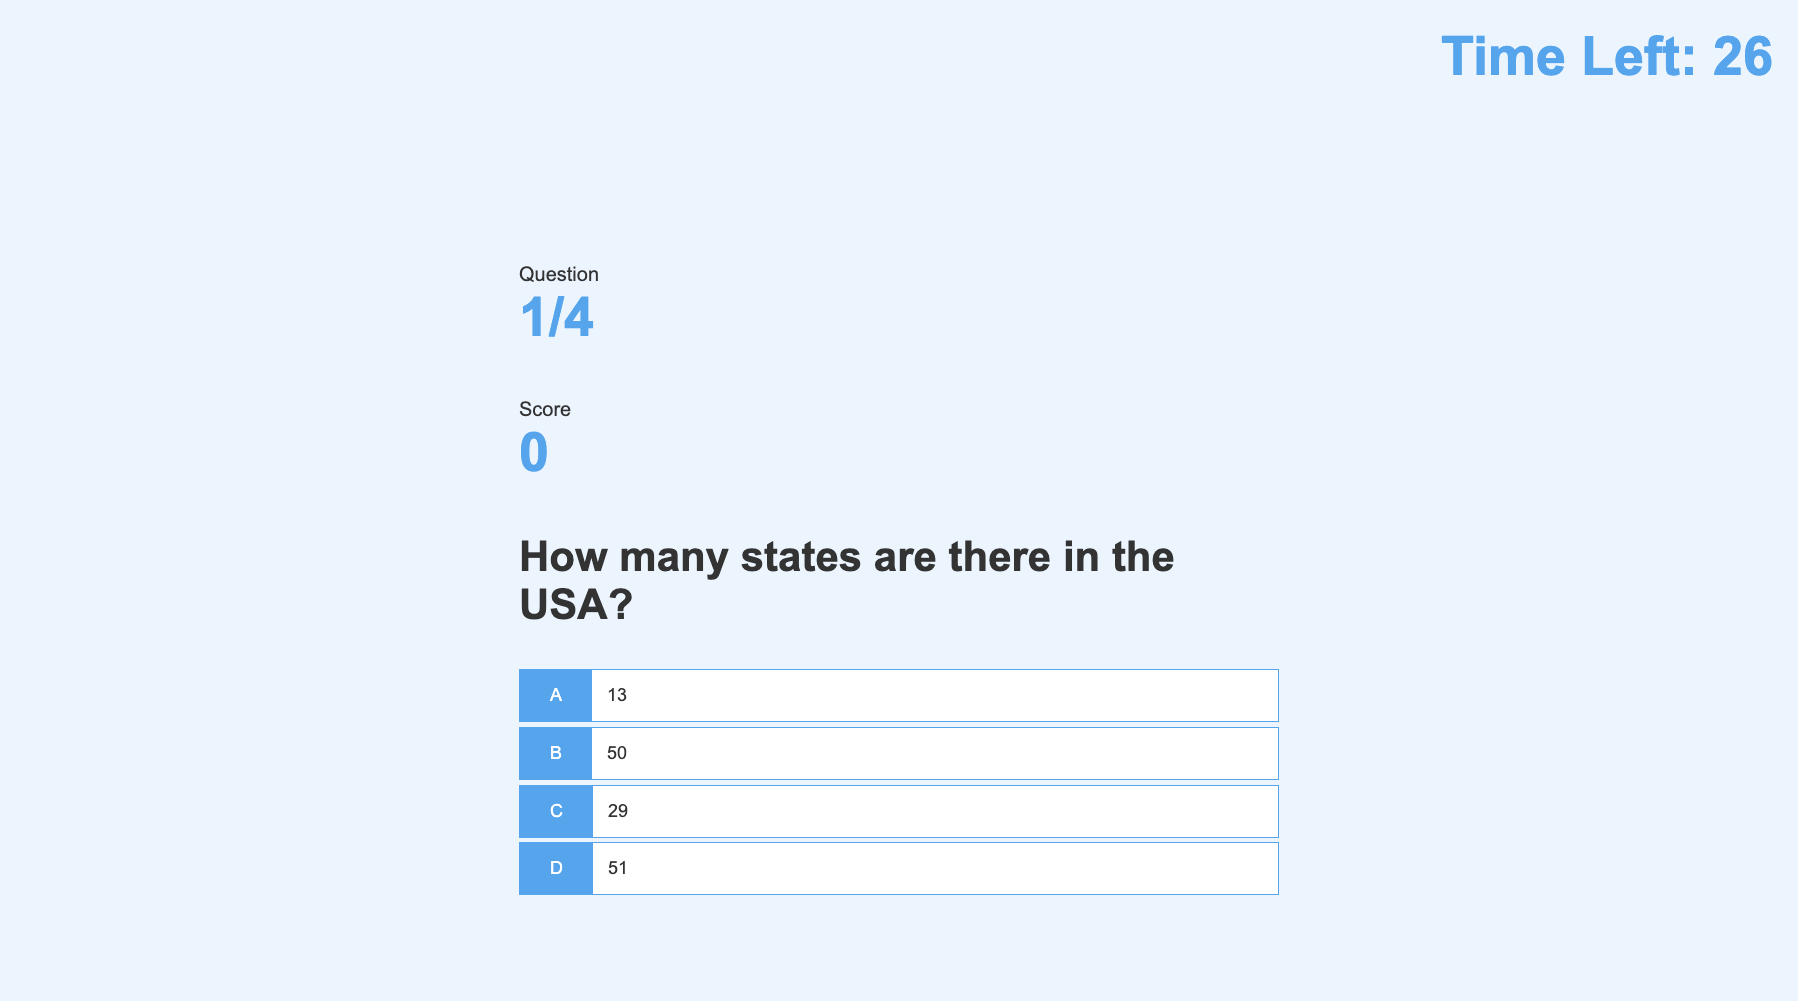 Time Left: 26
Question
1/4
Score
0
How many states are there in the
USA?
A 13
B 50
C 29
D 51